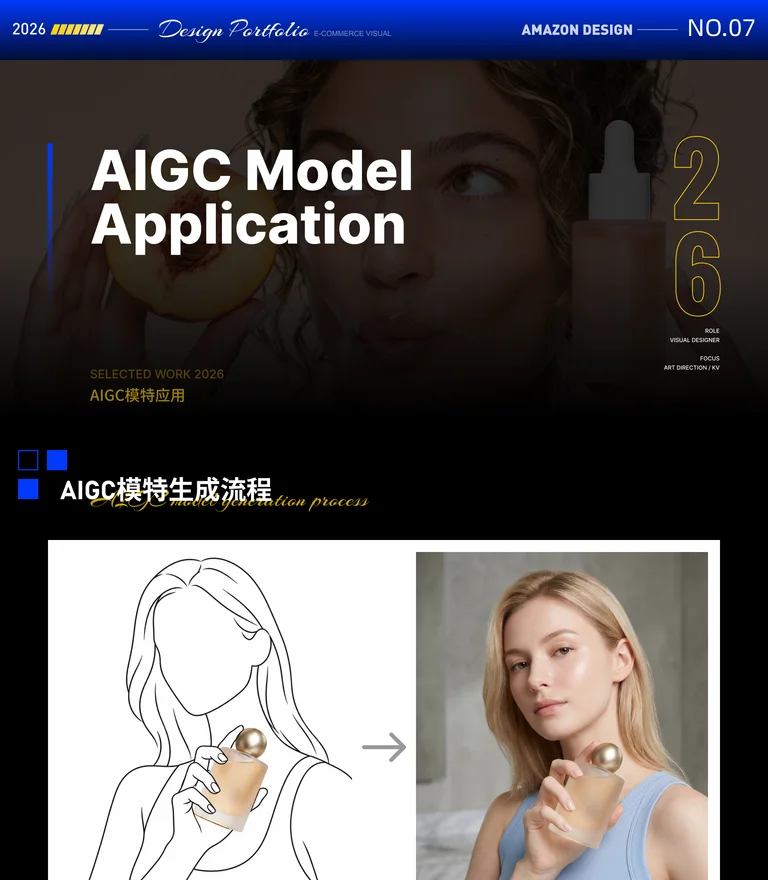 2026 Design Portfolio E-COMMERCE VISUAL AMAZON DESIGN NO.07
AIGC Model
Application
26
ROLE
VISUAL DESIGNER
FOCUS
ART DIRECTION / KV
SELECTED WORK 2026
AIGC模特应用
AIGC模特生成流程
AIGC model generation process